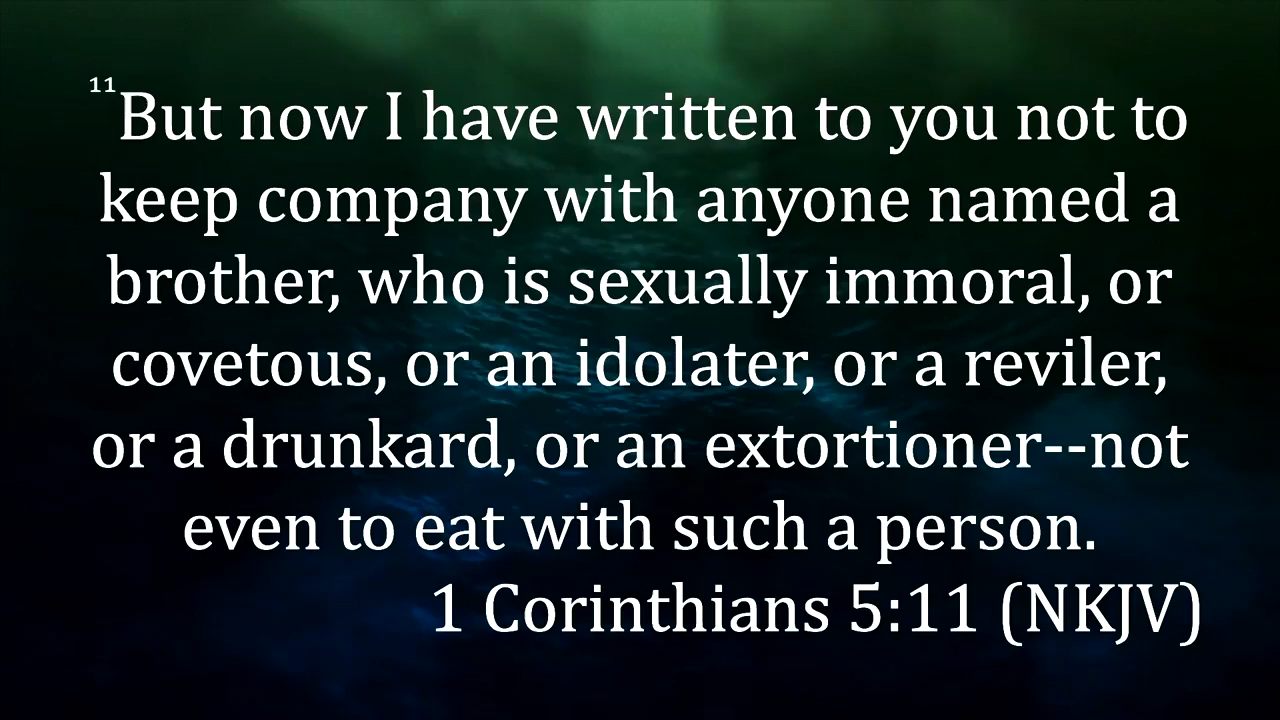 11But now I have written to you not to
keep company with anyone named a
brother, who is sexually immoral, or
covetous, or an idolater, or a reviler,
or a drunkard, or an extortioner--not
even to eat with such a person.
1 Corinthians 5:11 (NKJV)